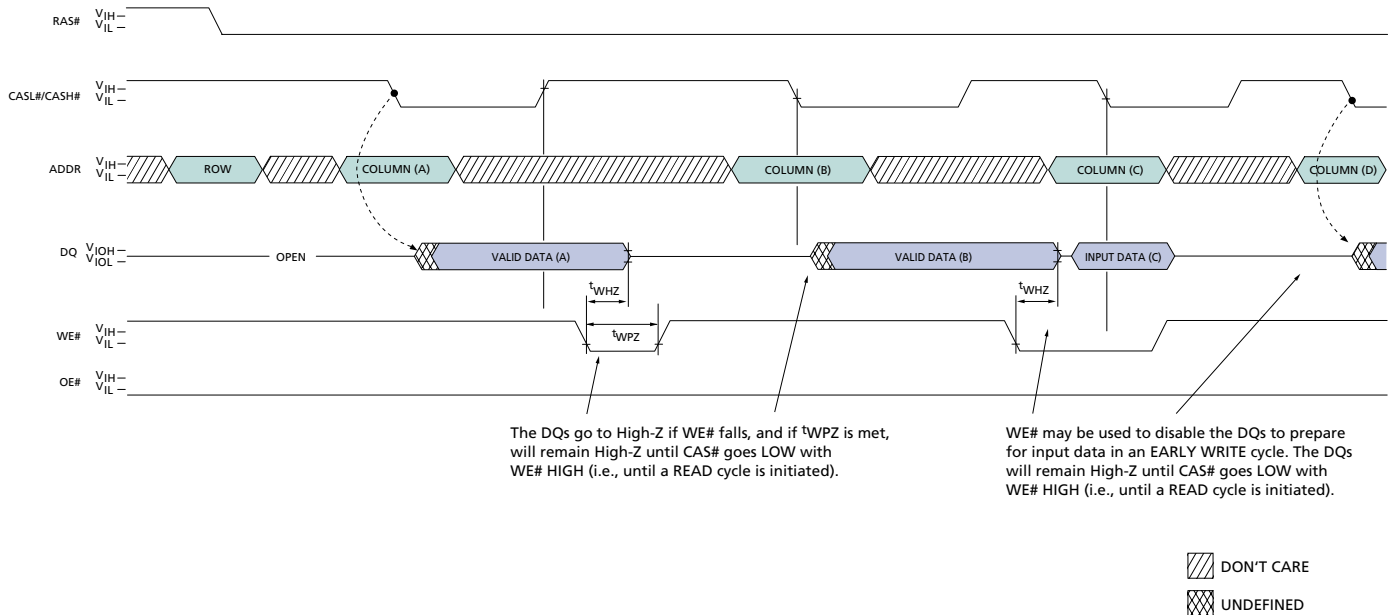 RAS# VIH VIL
CASL#/CASH# VIH VIL
ADDR VIH VIL ROW COLUMN (A) COLUMN (B) COLUMN (C) COLUMN (D)
DQ VIOH VIOL OPEN VALID DATA (A) VALID DATA (B) INPUT DATA (C)
tWHZ tWHZ
tWPZ
WE# VIH VIL
OE# VIH VIL
The DQs go to High-Z if WE# falls, and if tWPZ is met,
will remain High-Z until CAS# goes LOW with
WE# HIGH (i.e., until a READ cycle is initiated).
WE# may be used to disable the DQs to prepare
for input data in an EARLY WRITE cycle. The DQs
will remain High-Z until CAS# goes LOW with
WE# HIGH (i.e., until a READ cycle is initiated).
DON'T CARE
UNDEFINED